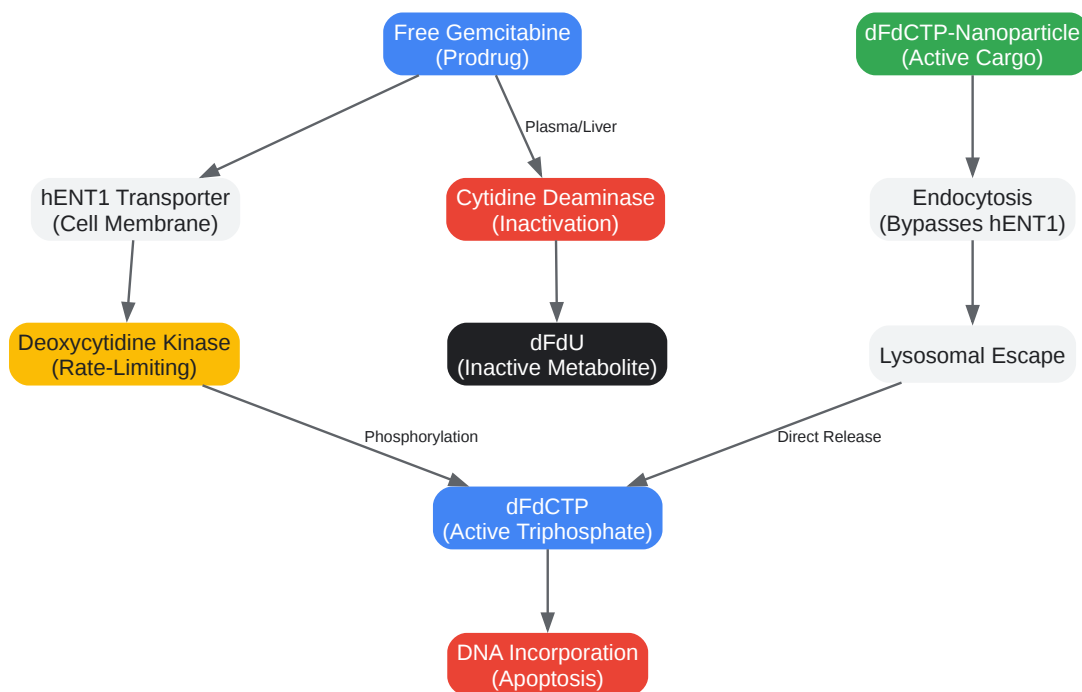 Free Gemcitabine
(Prodrug)
dFdCTP-Nanoparticle
(Active Cargo)
Plasma/Liver
hENT1 Transporter
(Cell Membrane)
Cytidine Deaminase
(Inactivation)
Endocytosis
(Bypasses hENT1)
Deoxycytidine Kinase
(Rate-Limiting)
dFdU
(Inactive Metabolite)
Lysosomal Escape
Phosphorylation
Direct Release
dFdCTP
(Active Triphosphate)
DNA Incorporation
(Apoptosis)